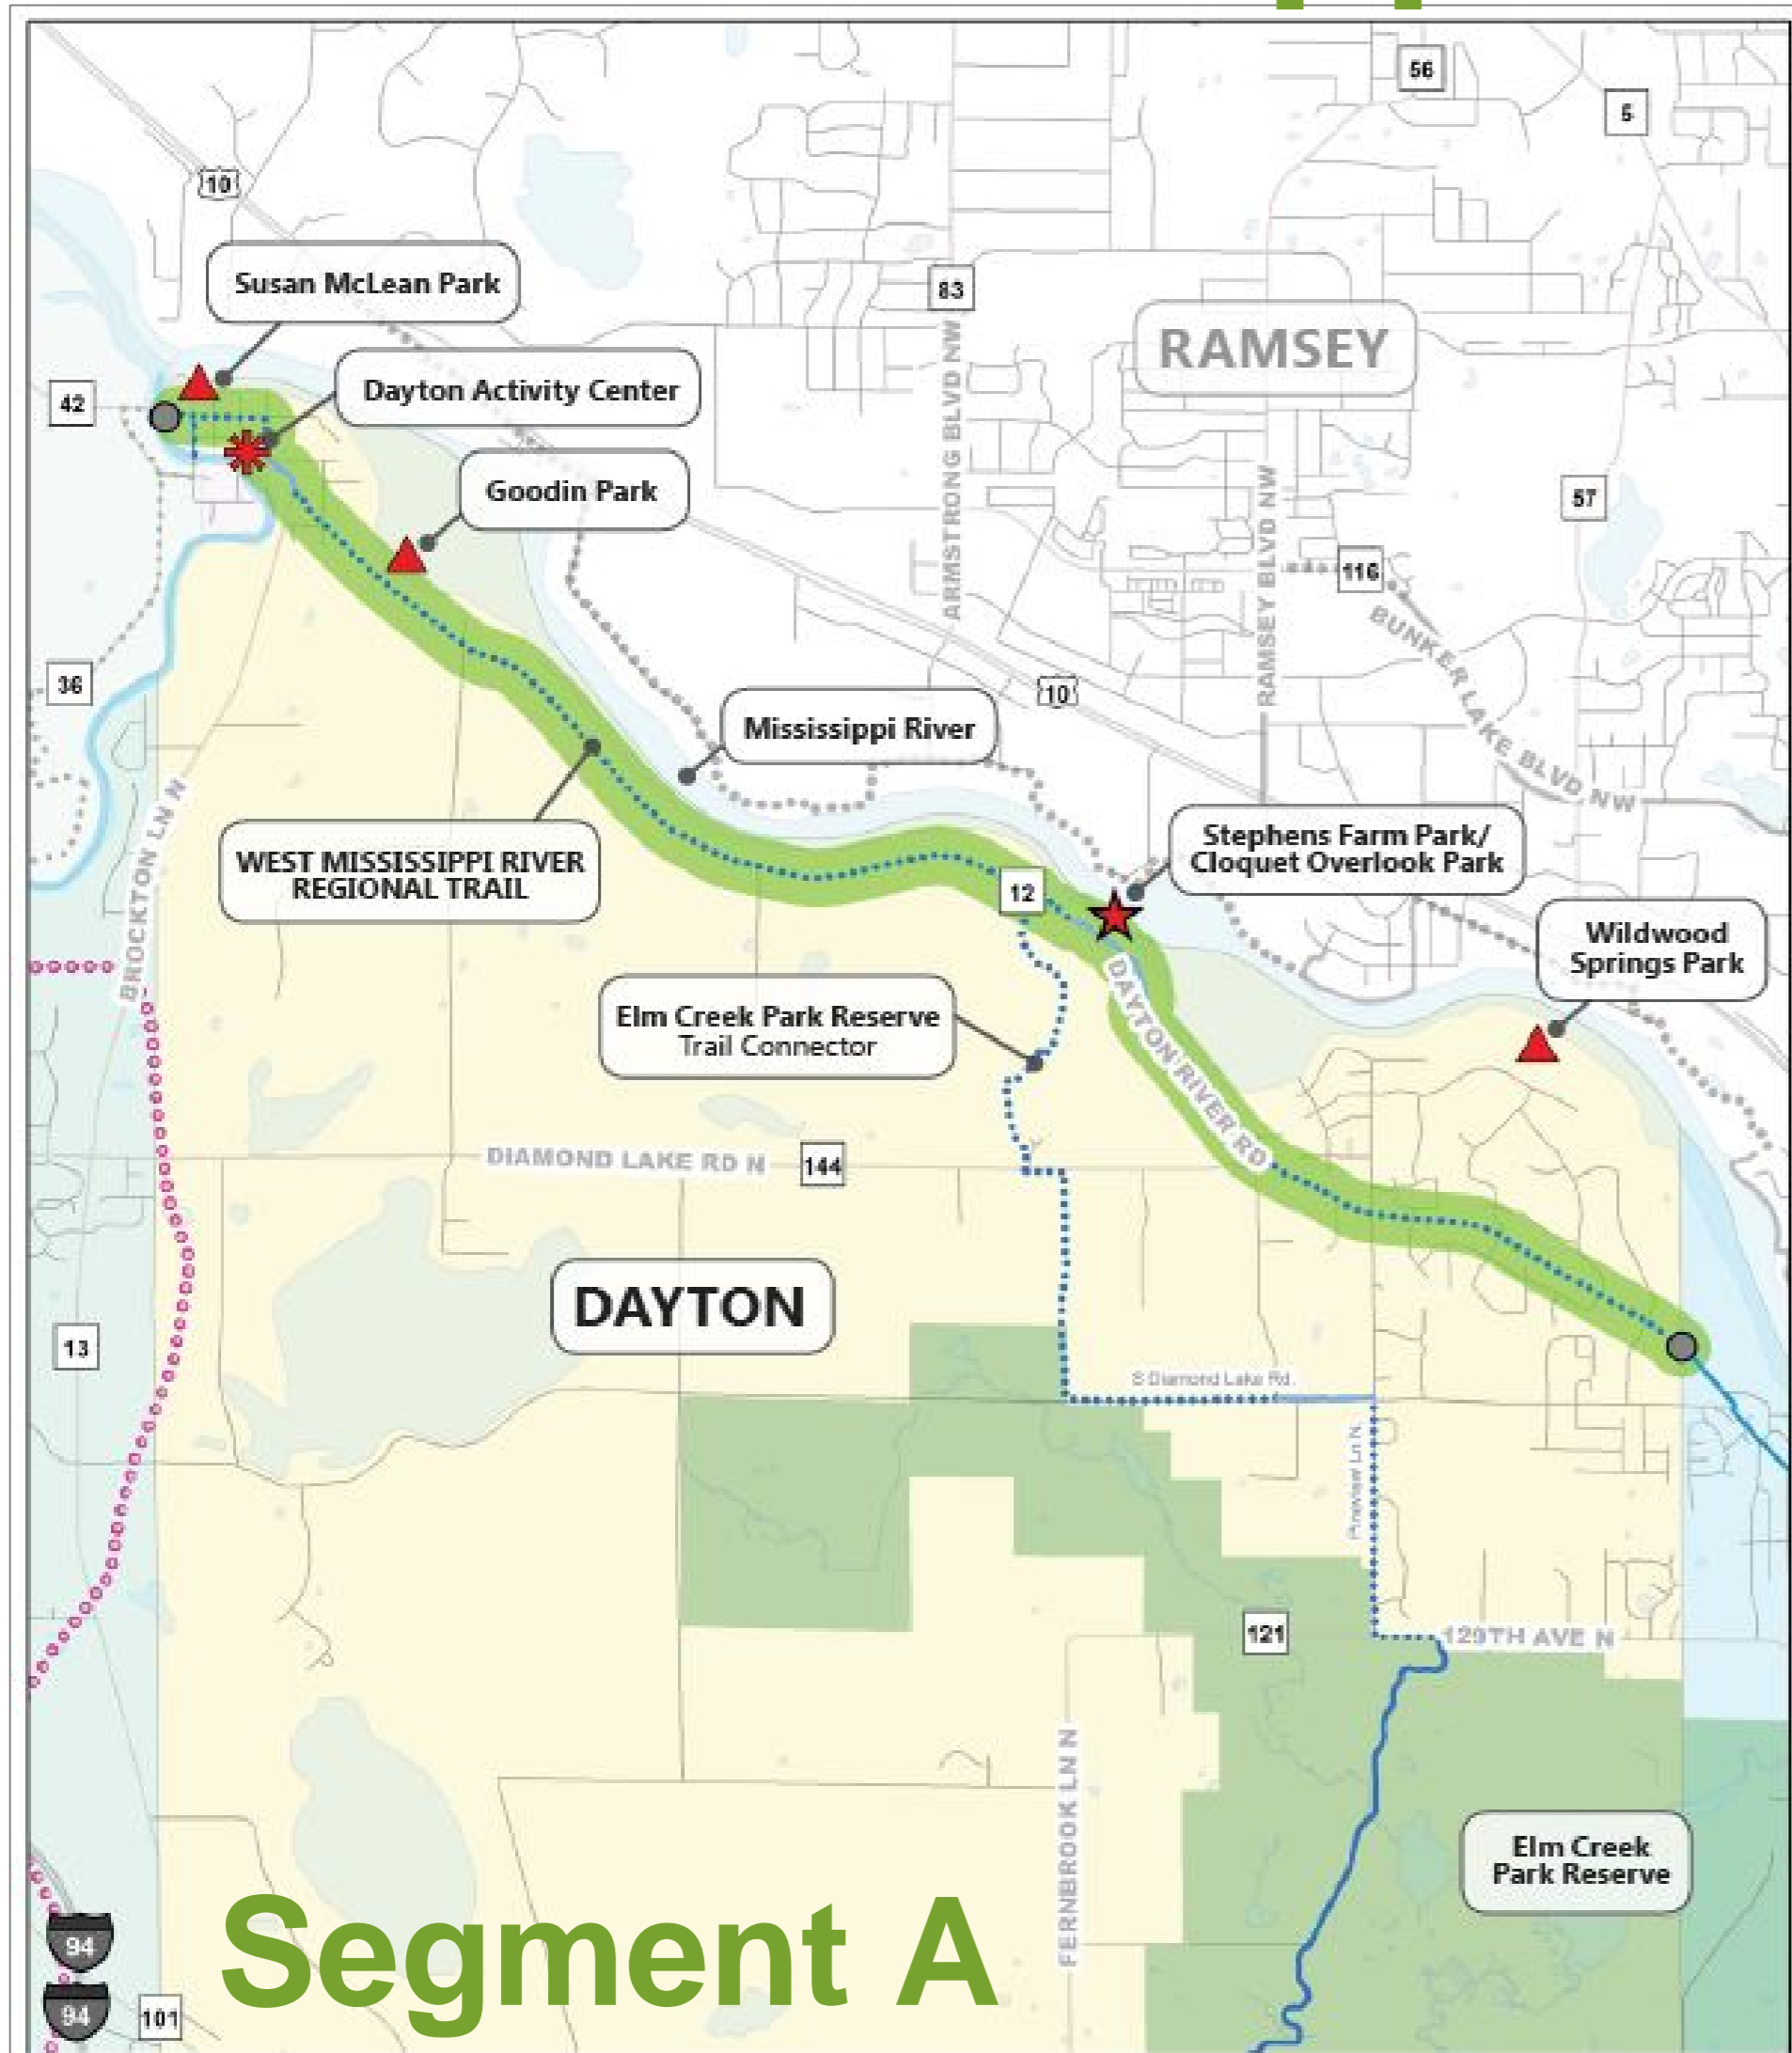 56
5
10
Susan McLean Park
83
RAMSEY
Dayton Activity Center
42
Goodin Park
ARMSTRONG BLVD NW
RAMSEY BLVD NW
57
116
BUNKER LAKE BLVD NW
36
10
Mississippi River
WEST MISSISSIPPI RIVER
REGIONAL TRAIL
Stephens Farm Park/
Cloquet Overlook Park
12
BROCKTON LN N
Wildwood
Springs Park
Elm Creek Park Reserve
Trail Connector
DAYTON RIVER RD
DIAMOND LAKE RD N
144
DAYTON
13
S Diamond Lake Rd.
121
129TH AVE N
FERNBROOK LN N
Elm Creek
Park Reserve
Segment A
94
94
101